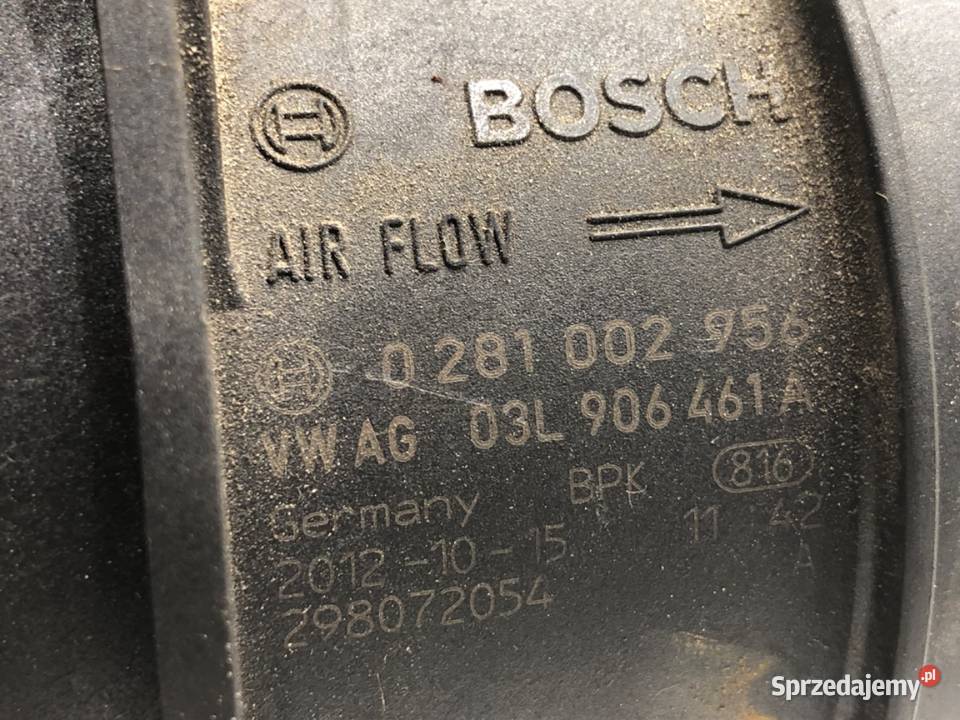 BOSCH
AIR FLOW
0 281 002 956
VW AG 03L 906 461 A
Germany BPK 816
2012-10-15 11 42
A
298072054
Sprzedajemy.pl